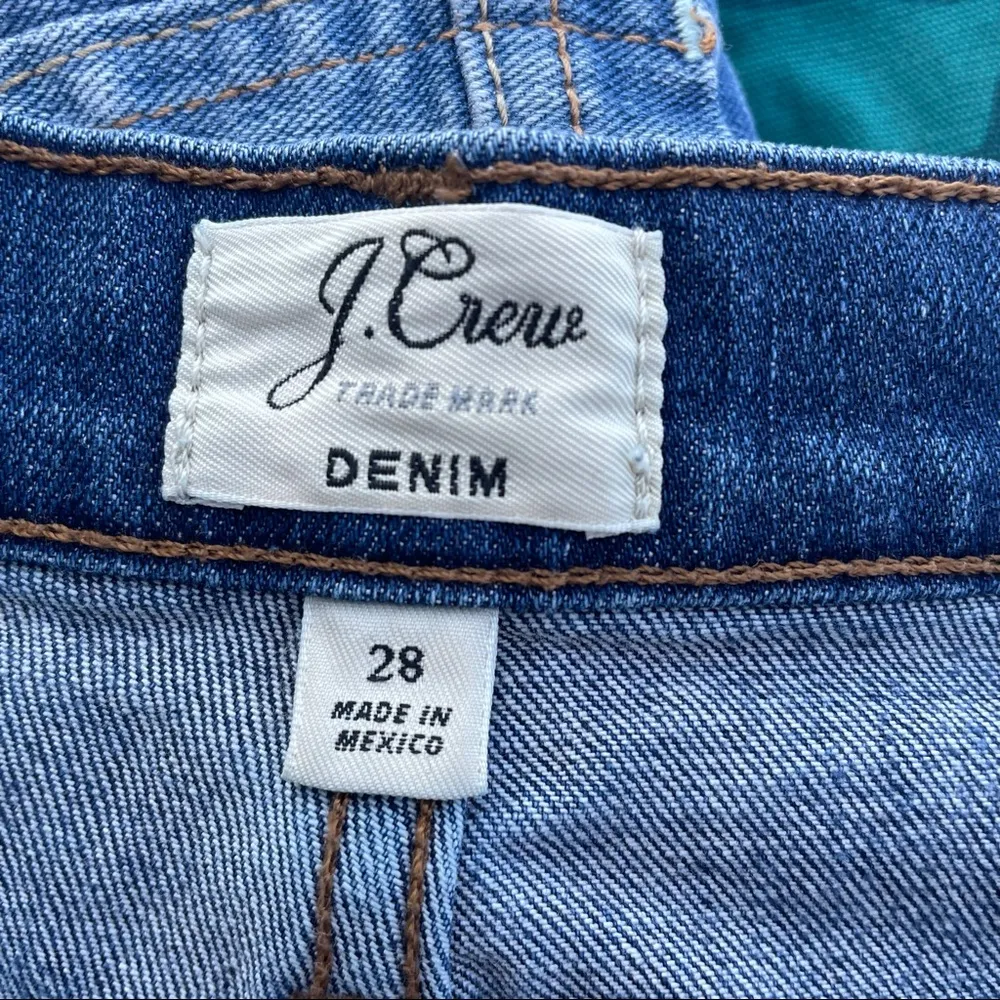 J.Crew
TRADE MARK
DENIM
28
MADE IN
MEXICO